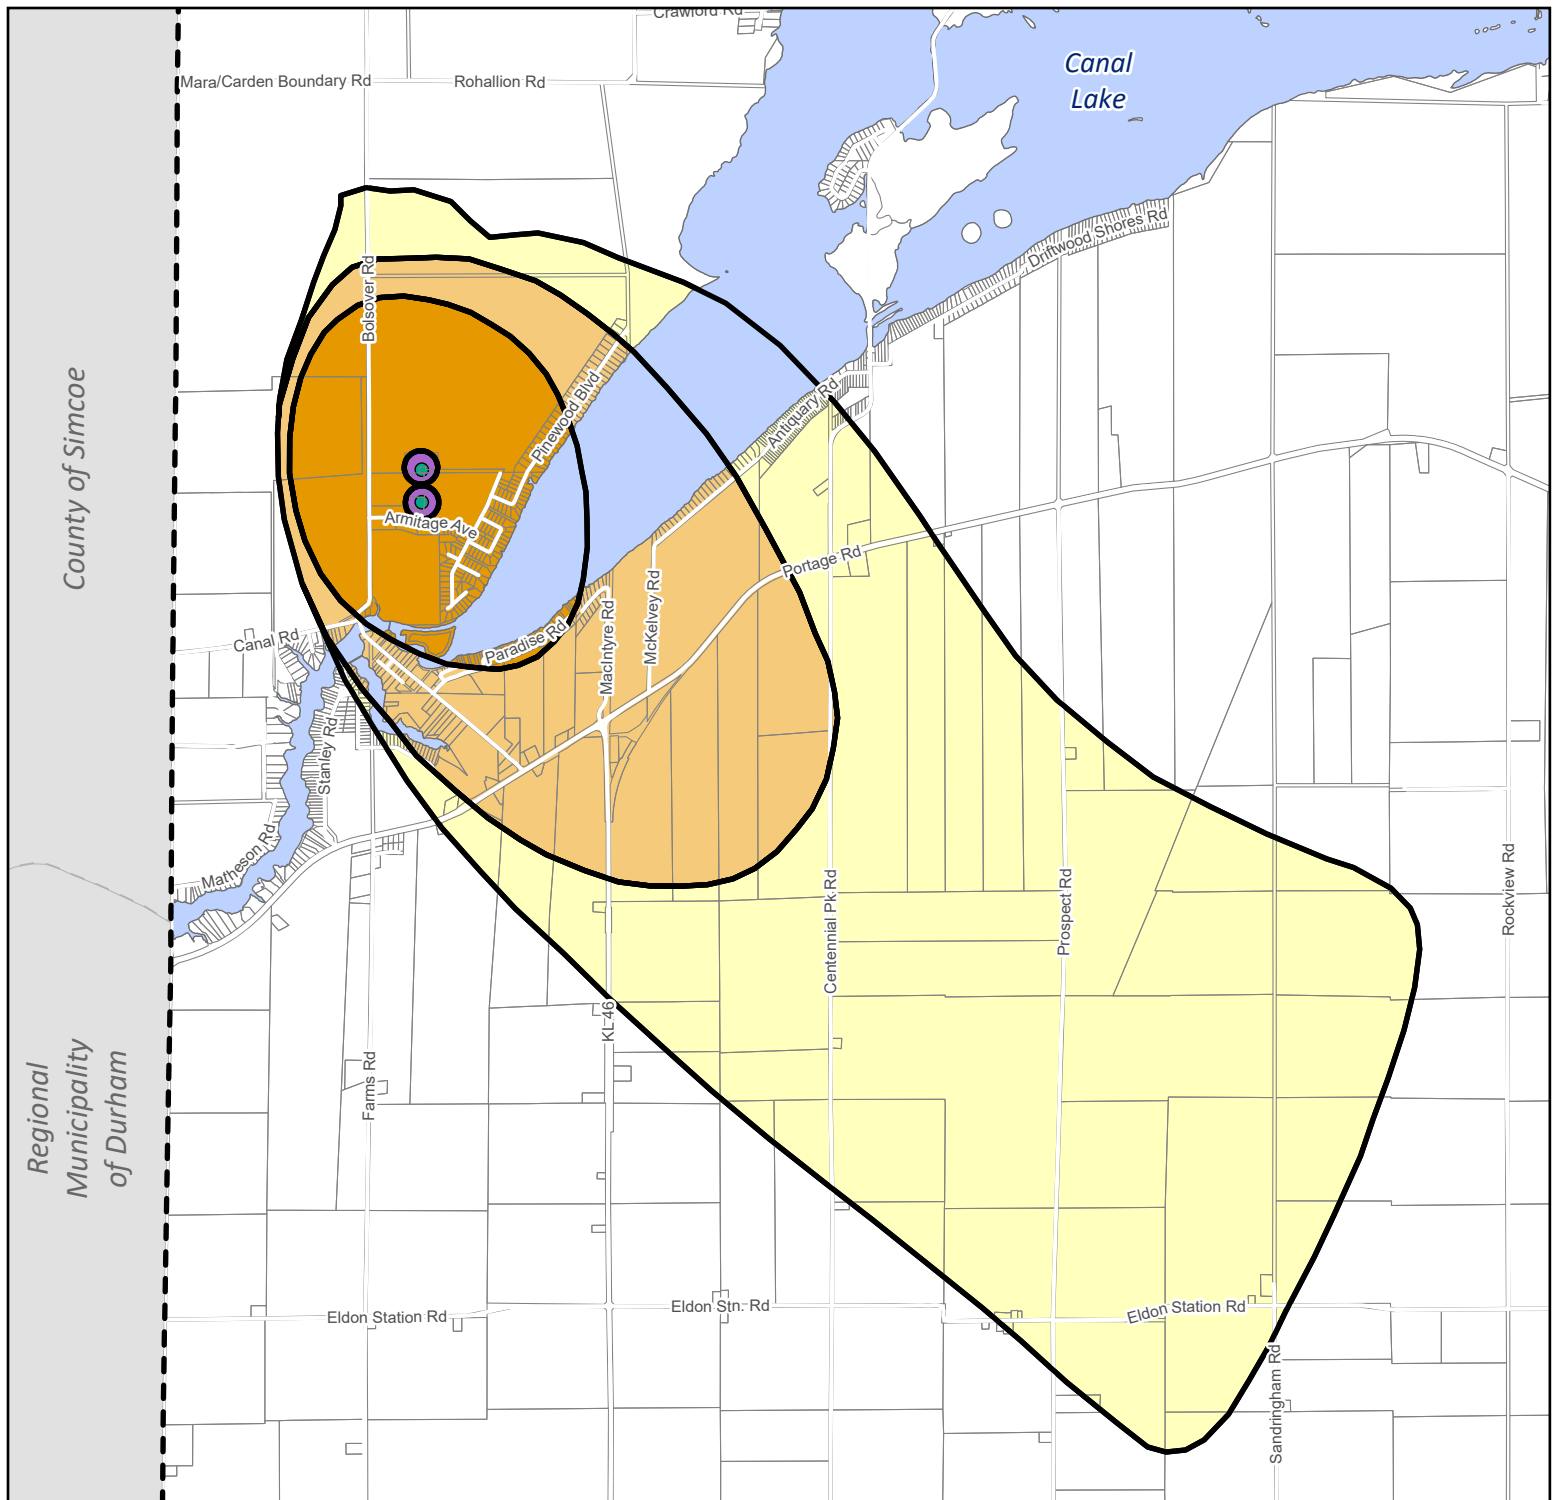 Crawford Rd
Canal
Lake
Mara/Carden Boundary Rd
Rohallion Rd
Driftwood Shores Rd
Bolsover Rd
County of Simcoe
Pinewood Blvd
Antiquary Rd
Armitage Ave
Portage Rd
Canal Rd
Paradise Rd
MacIntyre Rd
McKelvey Rd
Stanley Rd
Matheson Rd
Centennial Pk Rd
Prospect Rd
Rockview Rd
KL 46
Farms Rd
Regional
Municipality
of Durham
Eldon Station Rd
Eldon Stn. Rd
Eldon Station Rd
Sandringham Rd